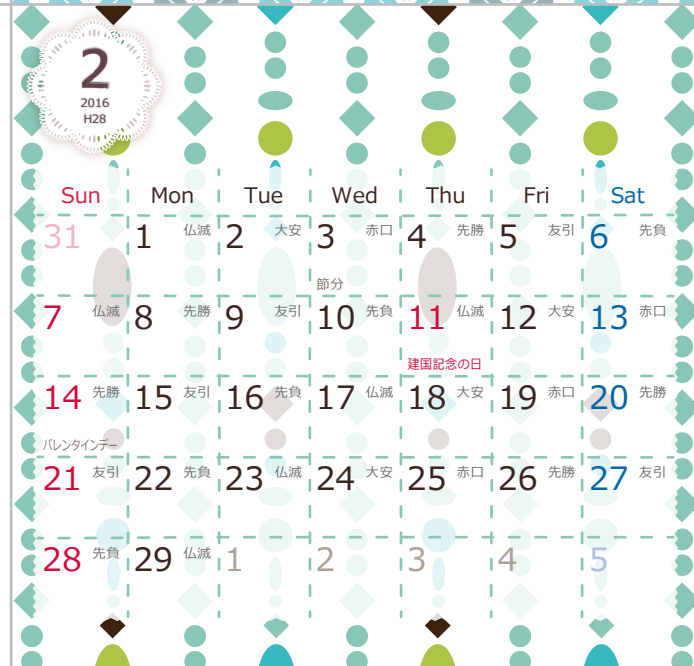 2
2016
H28
Sun Mon Tue Wed Thu Fri Sat
31 1 仏滅 2 大安 3 赤口 4 先勝 5 友引 6 先負
節分
7 仏滅 8 先勝 9 友引 10 先負 11 仏滅 12 大安 13 赤口
建国記念の日
14 先勝 15 友引 16 先負 17 仏滅 18 大安 19 赤口 20 先勝
バレンタインデー
21 友引 22 先負 23 仏滅 24 大安 25 赤口 26 先勝 27 友引
28 先負 29 仏滅 1 2 3 4 5